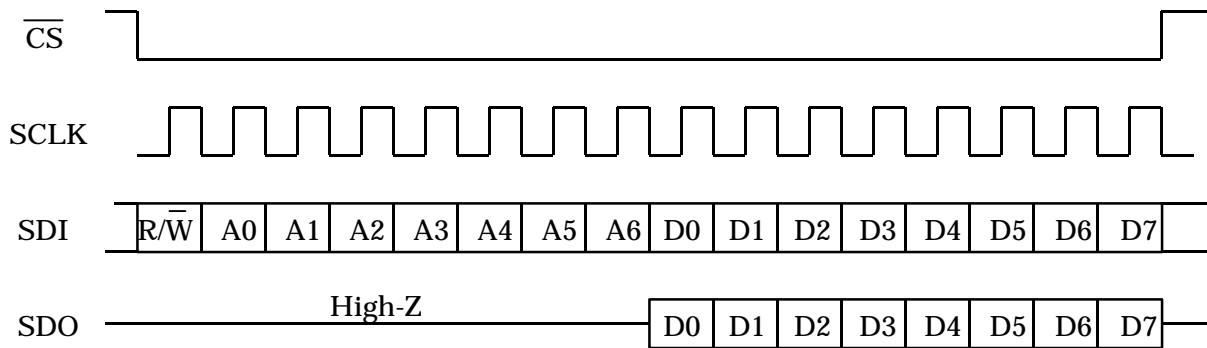 C̅S̅
SCLK
SDI R/W̅ A0 A1 A2 A3 A4 A5 A6 D0 D1 D2 D3 D4 D5 D6 D7
High-Z
SDO D0 D1 D2 D3 D4 D5 D6 D7